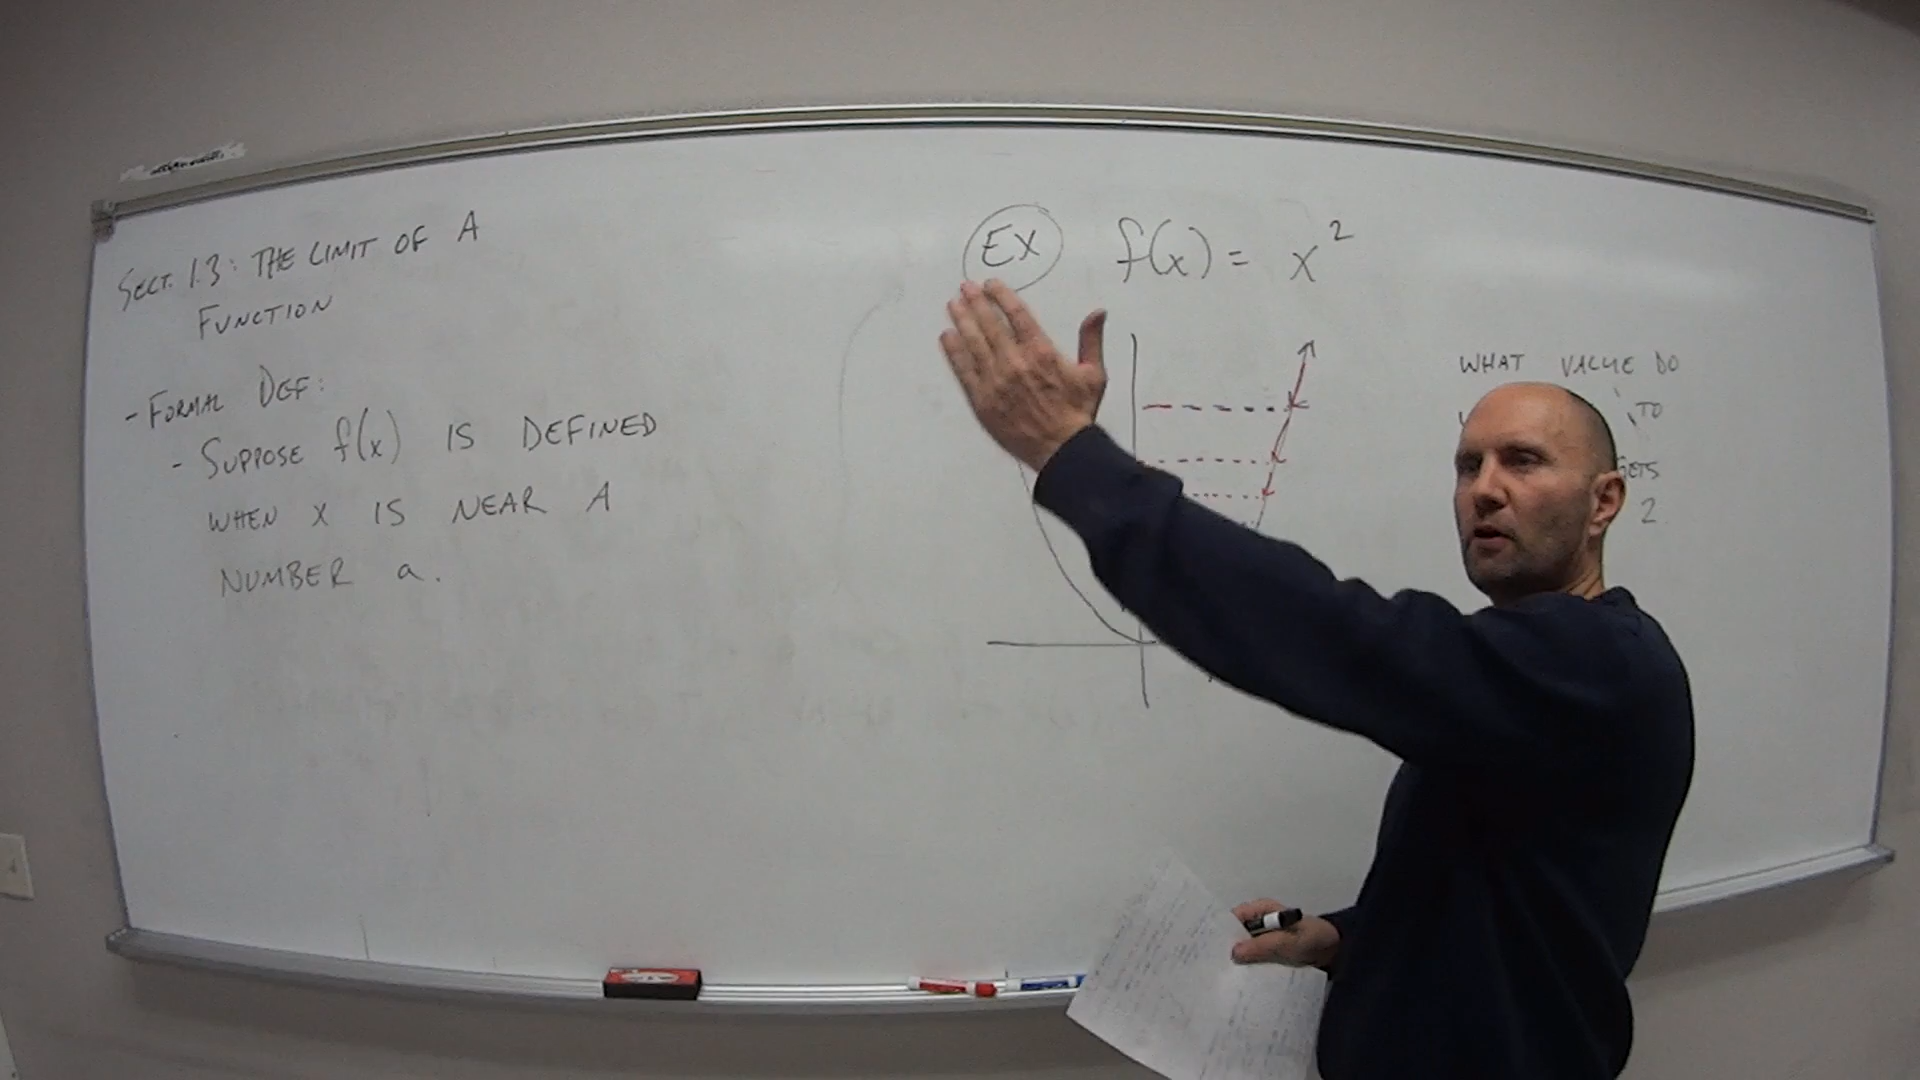 SECT. 1.3: THE LIMIT OF A
FUNCTION
- FORMAL DEF:
- SUPPOSE f(x) IS DEFINED
WHEN X IS NEAR A
NUMBER a.
EX f(x) = x²
WHAT VALUE DO
TO
GETS
2.